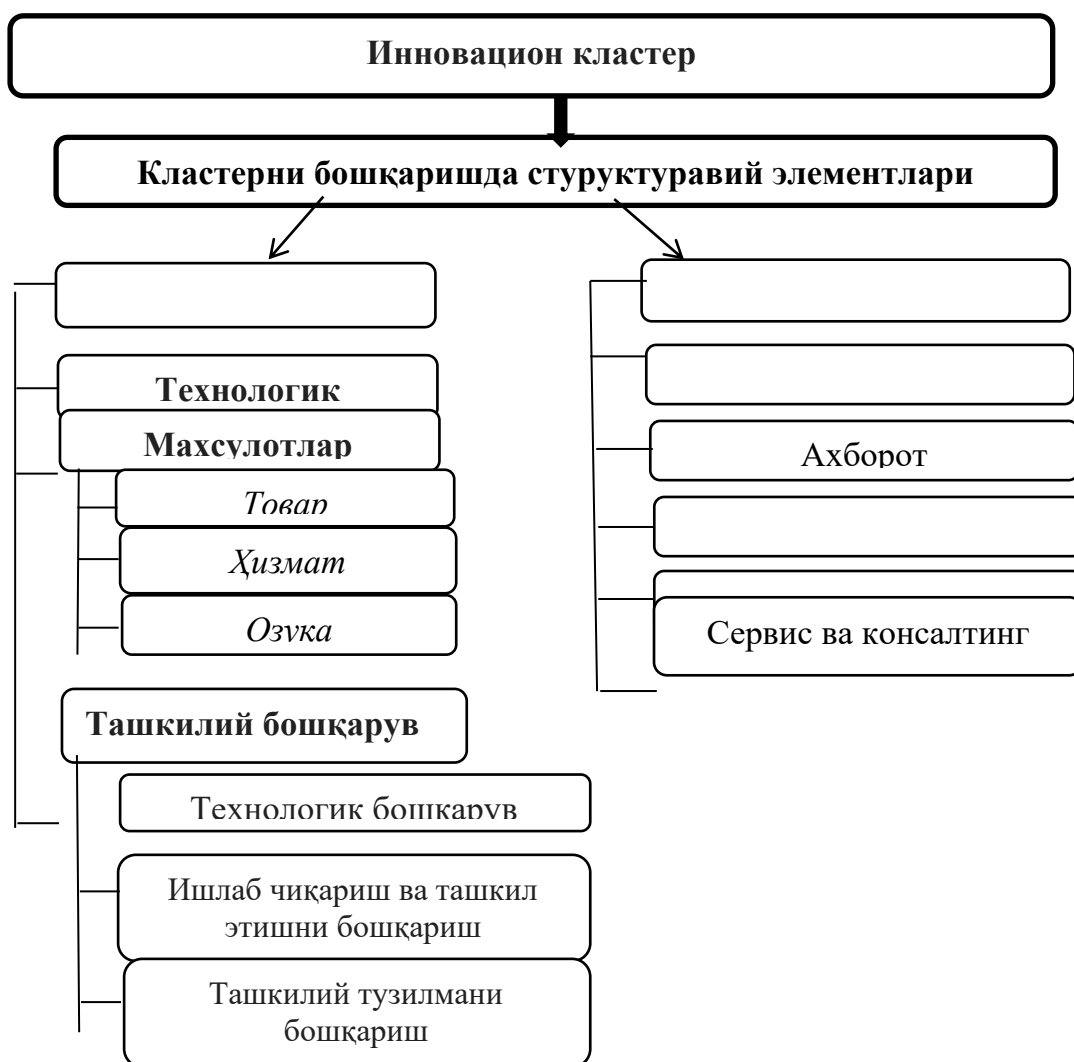 Инновацион кластер
Кластерни бошқаришда стуруктуравий элементлари
Технологик
Махсулотлар
Товар
Ҳизмат
Озука
Ташкилий бошқарув
Технологик бошқарув
Ишлаб чиқариш ва ташкил
этишни бошқариш
Ташкилий тузилмани
бошқариш
Ахборот
Сервис ва консалтинг